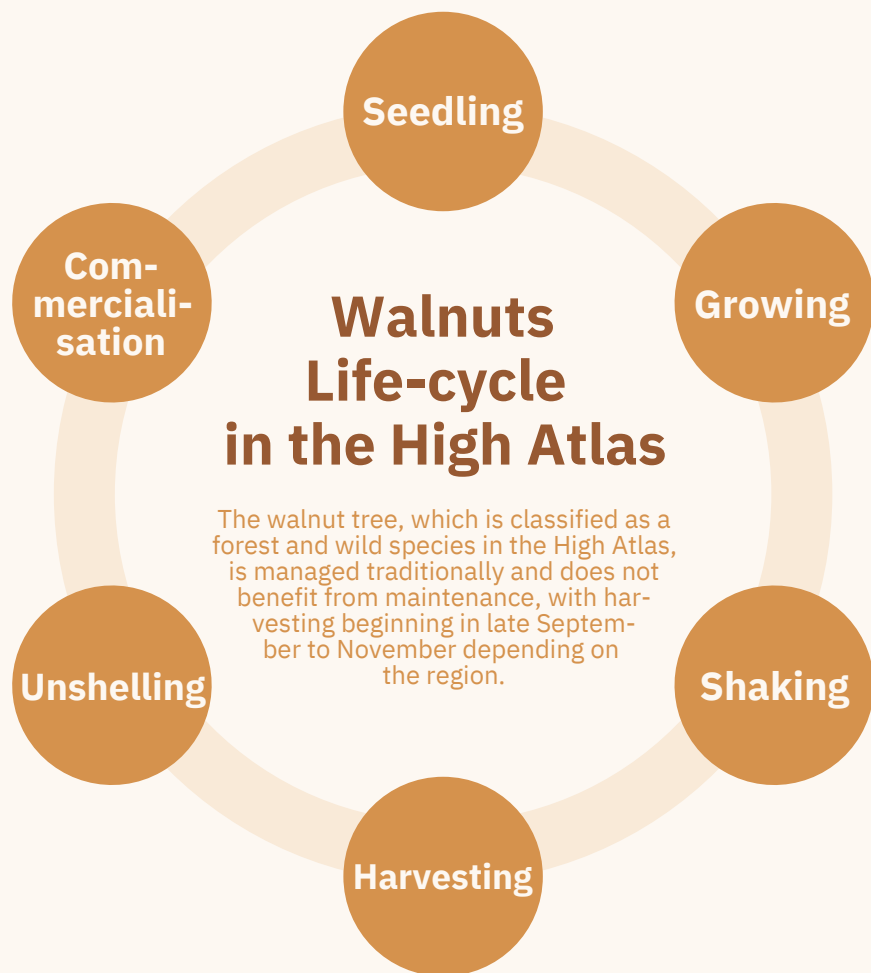 Seedling
Growing
Shaking
Harvesting
Unshelling
Com-
merciali-
sation
Walnuts
Life-cycle
in the High Atlas
The walnut tree, which is classified as a
forest and wild species in the High Atlas,
is managed traditionally and does not
benefit from maintenance, with har-
vesting beginning in late Septem-
ber to November depending on
the region.